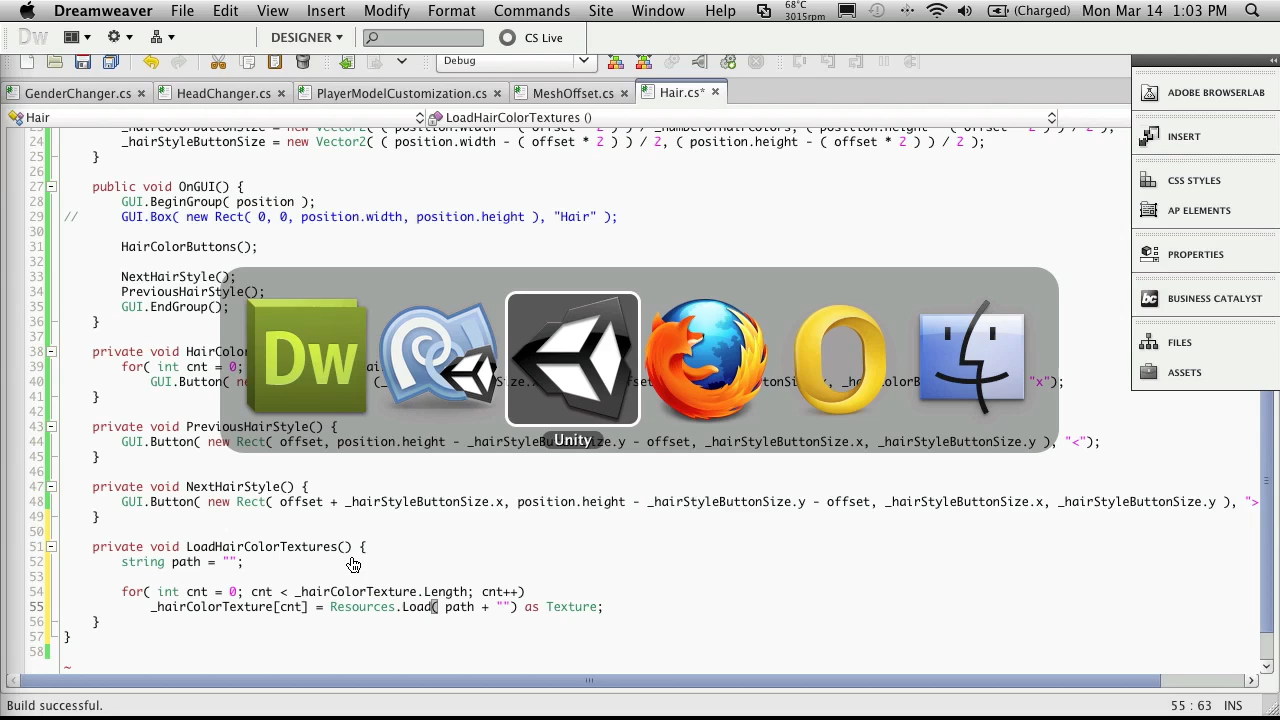 Dreamweaver File Edit View Insert Modify Format Commands Site Window Help 68°C 3015rpm (Charged) Mon Mar 14 1:03 PM
Dw DESIGNER CS Live
Debug
GenderChanger.cs HeadChanger.cs PlayerModelCustomization.cs MeshOffset.cs Hair.cs*
Hair LoadHairColorTextures ()
24 _hairStyleButtonSize = new Vector2( ( position.width - ( offset * 2 ) ) / 2, ( position.height - ( offset * 2 ) ) / 2 );
25 }
26
27 public void OnGUI() {
28 GUI.BeginGroup( position );
29 // GUI.Box( new Rect( 0, 0, position.width, position.height ), "Hair" );
30
31 HairColorButtons();
32
33 NextHairStyle();
34 PreviousHairStyle();
35 GUI.EndGroup();
36 }
37
38 private void HairCo
39 for( int cnt = 0;
40 GUI.Button( "x");
41 }
42
43 private void PreviousHairStyle() {
44 GUI.Button( new Rect( offset, position.height - _hairStyleButtonSize.y - offset, _hairStyleButtonSize.x, _hairStyleButtonSize.y ), "<");
45 }
46
47 private void NextHairStyle() {
48 GUI.Button( new Rect( offset + _hairStyleButtonSize.x, position.height - _hairStyleButtonSize.y - offset, _hairStyleButtonSize.x, _hairStyleButtonSize.y ), ">
49 }
50
51 private void LoadHairColorTextures() {
52 string path = "";
53
54 for( int cnt = 0; cnt < _hairColorTexture.Length; cnt++)
55 _hairColorTexture[cnt] = Resources.Load( path + "") as Texture;
56 }
57 }
58
~
Dw
Unity
ADOBE BROWSERLAB
INSERT
CSS STYLES
AP ELEMENTS
PROPERTIES
BUSINESS CATALYST
FILES
ASSETS
Build successful. 55 : 63 INS